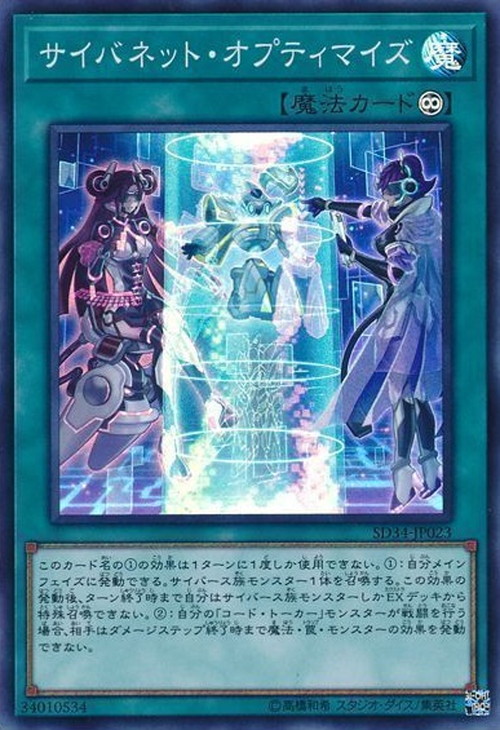 サイバネット・オプティマイズ
魔
【魔法カード】
SD34-JP023
このカード名の①の効果は1ターンに1度しか使用できない。①:自分メイン
フェイズに発動できる。サイバース族モンスター1体を召喚する。この効果の
発動後、ターン終了時まで自分はサイバース族モンスターしかEXデッキから
特殊召喚できない。②:自分の「コード・トーカー」モンスターが戦闘を行う
場合、相手はダメージステップ終了時まで魔法・罠・モンスターの効果を発動
できない。
34010534
©高橋和希 スタジオ・ダイス/集英社